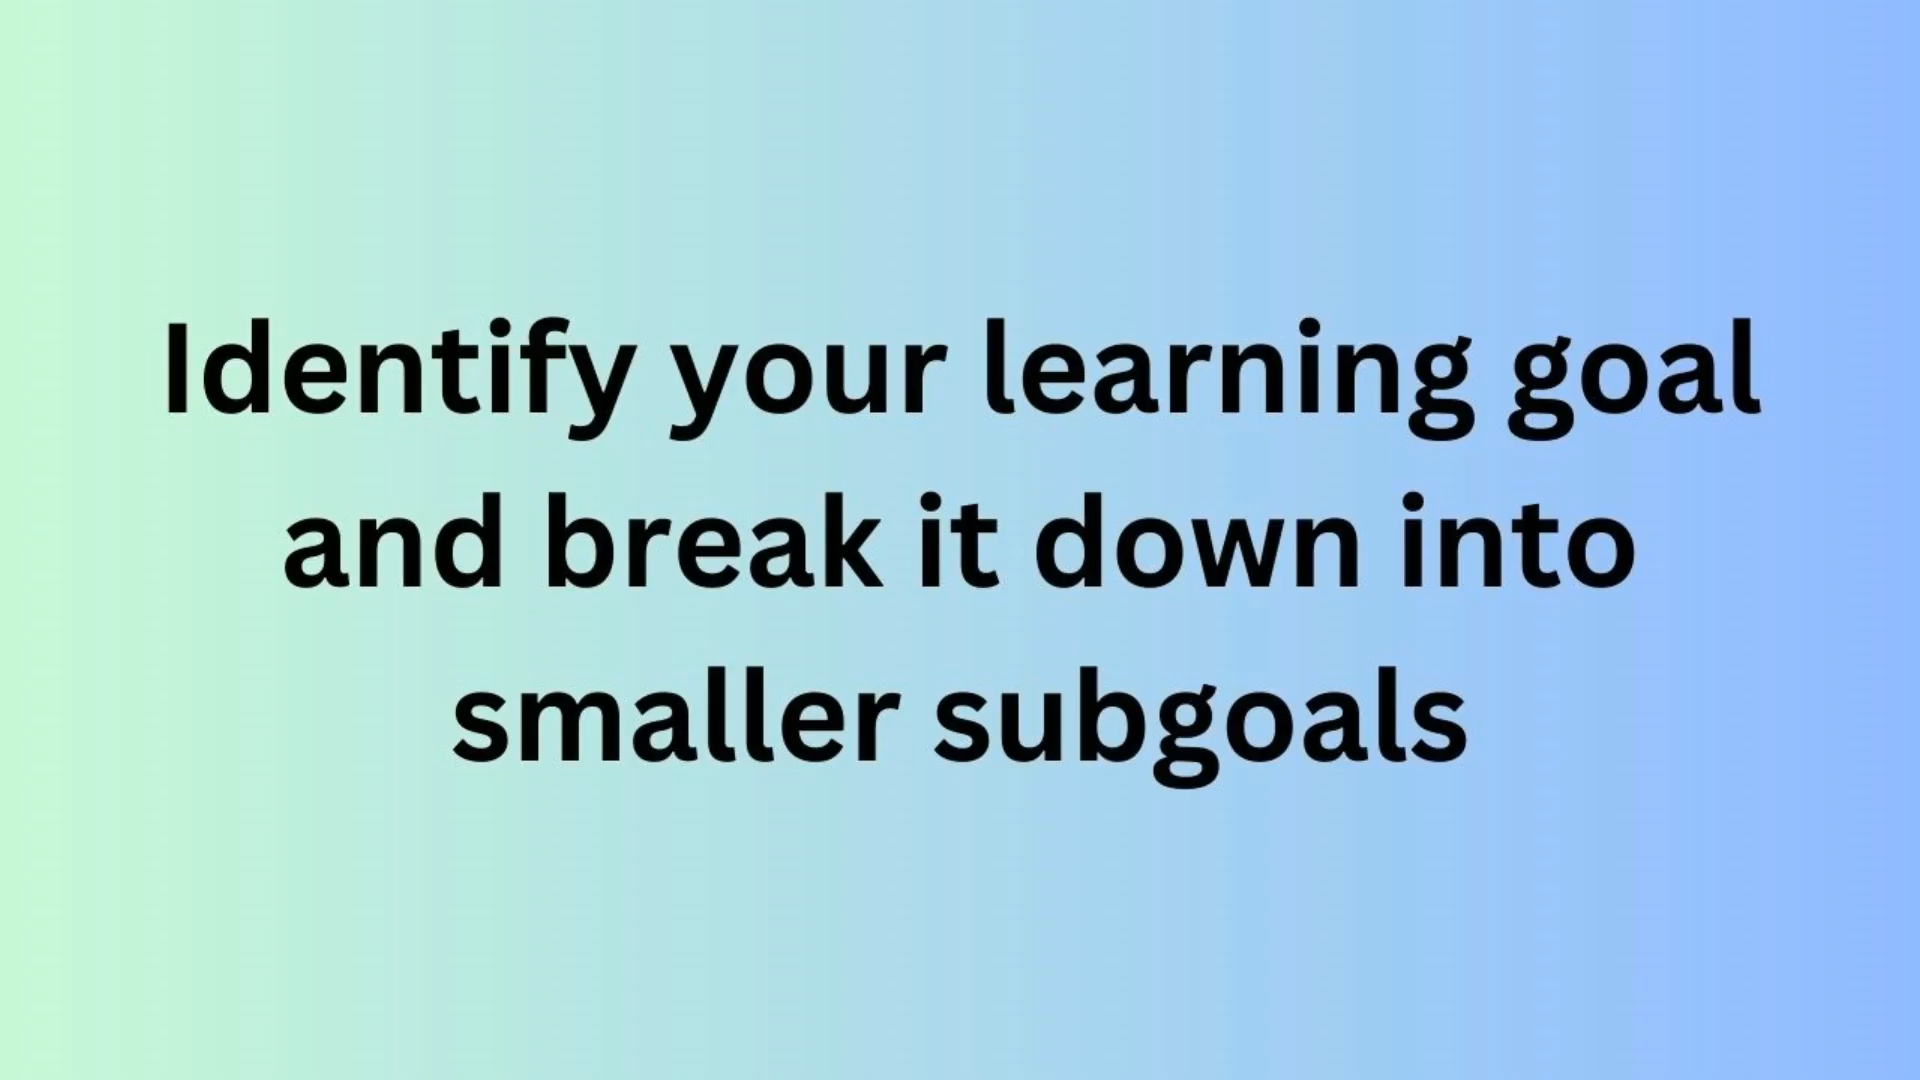 Identify your learning goal
and break it down into
smaller subgoals